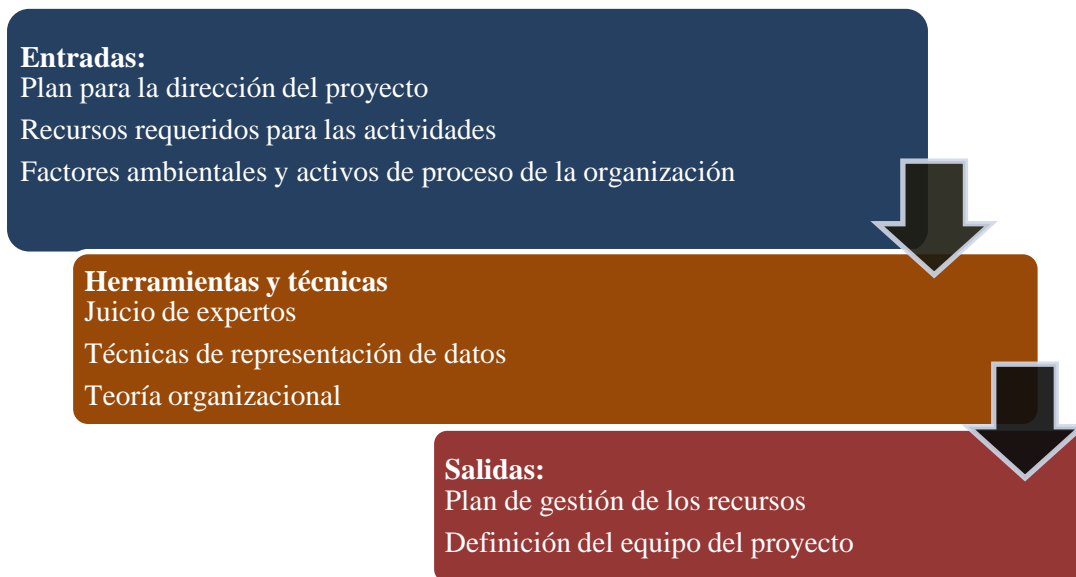 Entradas:
Plan para la dirección del proyecto
Recursos requeridos para las actividades
Factores ambientales y activos de proceso de la organización
Herramientas y técnicas
Juicio de expertos
Técnicas de representación de datos
Teoría organizacional
Salidas:
Plan de gestión de los recursos
Definición del equipo del proyecto